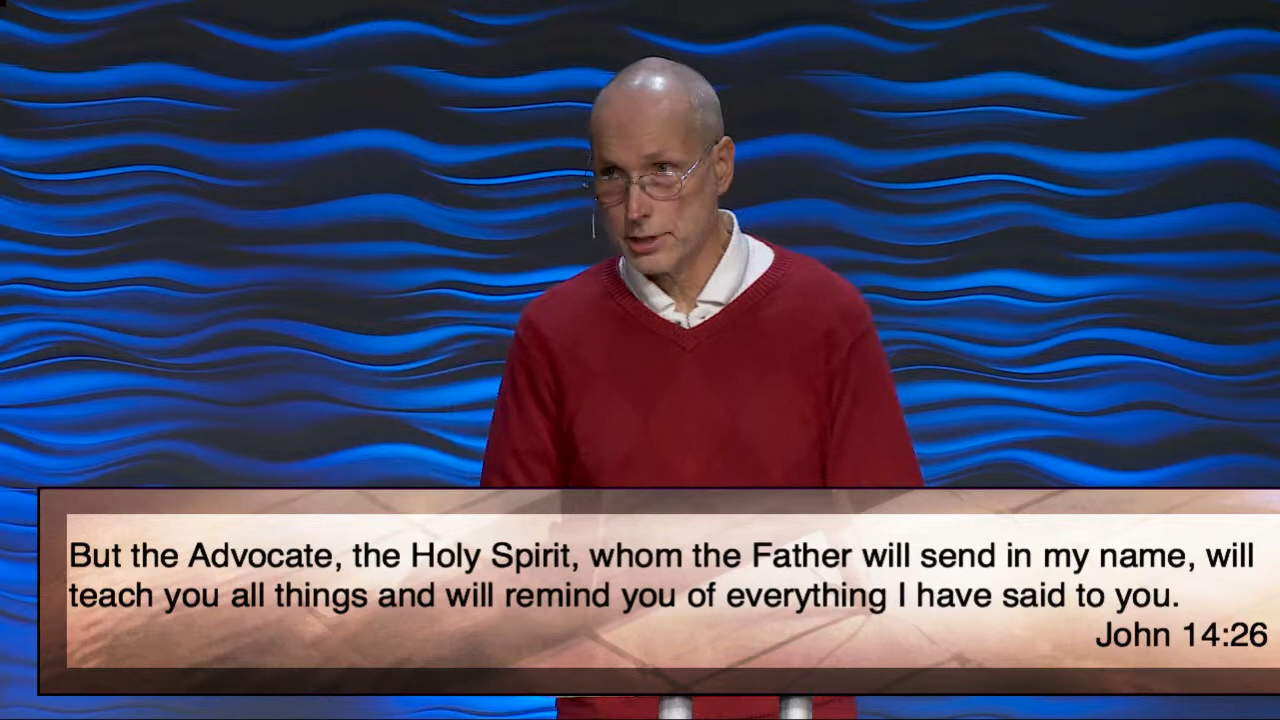 But the Advocate, the Holy Spirit, whom the Father will send in my name, will
teach you all things and will remind you of everything I have said to you.
John 14:26